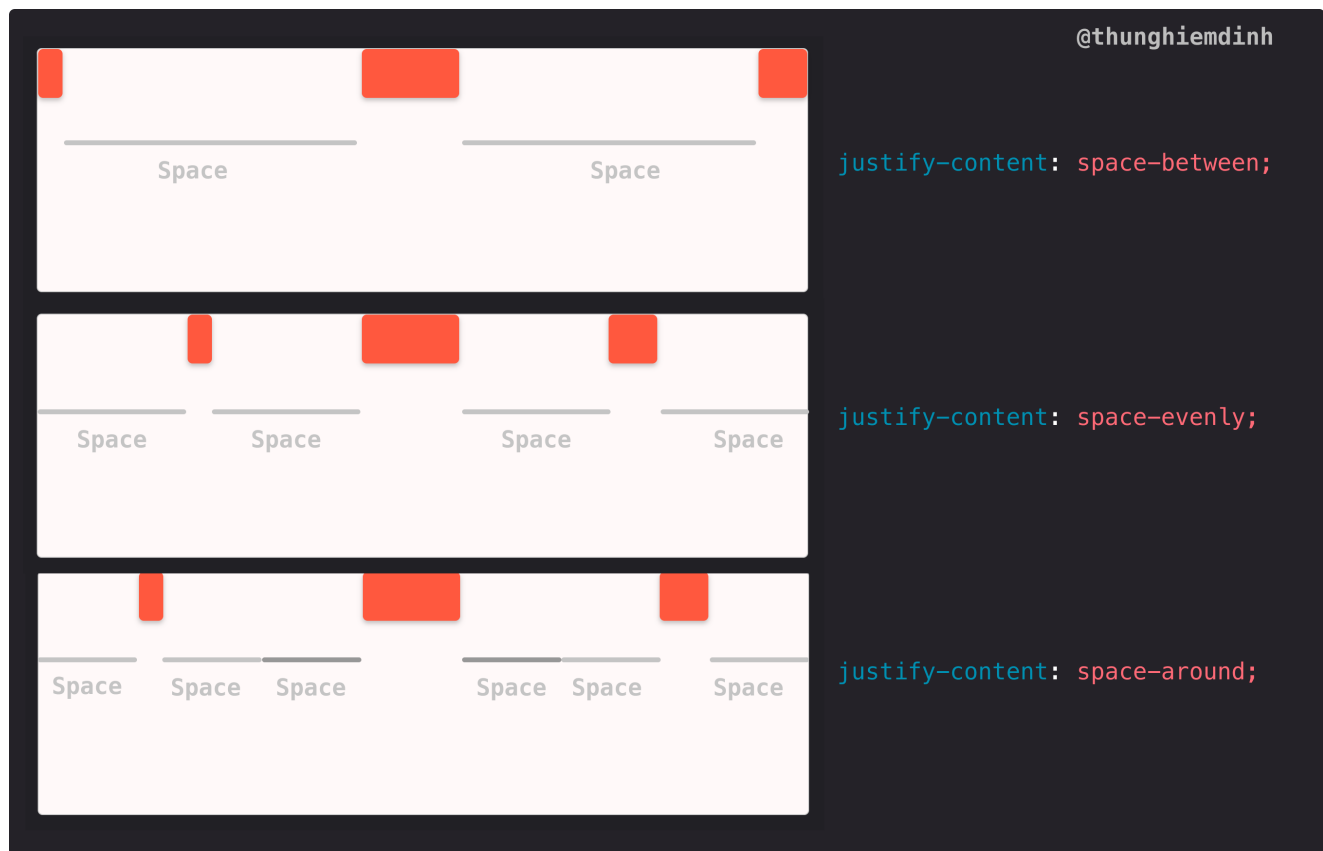 @thunghiemdinh
Space Space
justify-content: space-between;
Space Space Space Space
justify-content: space-evenly;
Space Space Space Space Space Space
justify-content: space-around;